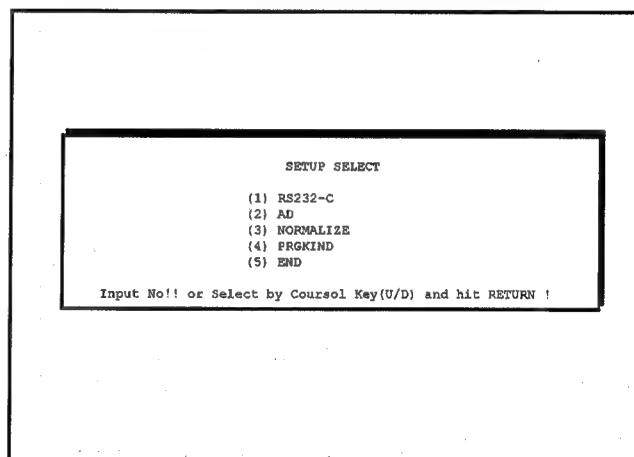 SETUP SELECT
(1) RS232-C
(2) AD
(3) NORMALIZE
(4) PRGKIND
(5) END
Input No!! or Select by Coursol Key(U/D) and hit RETURN !